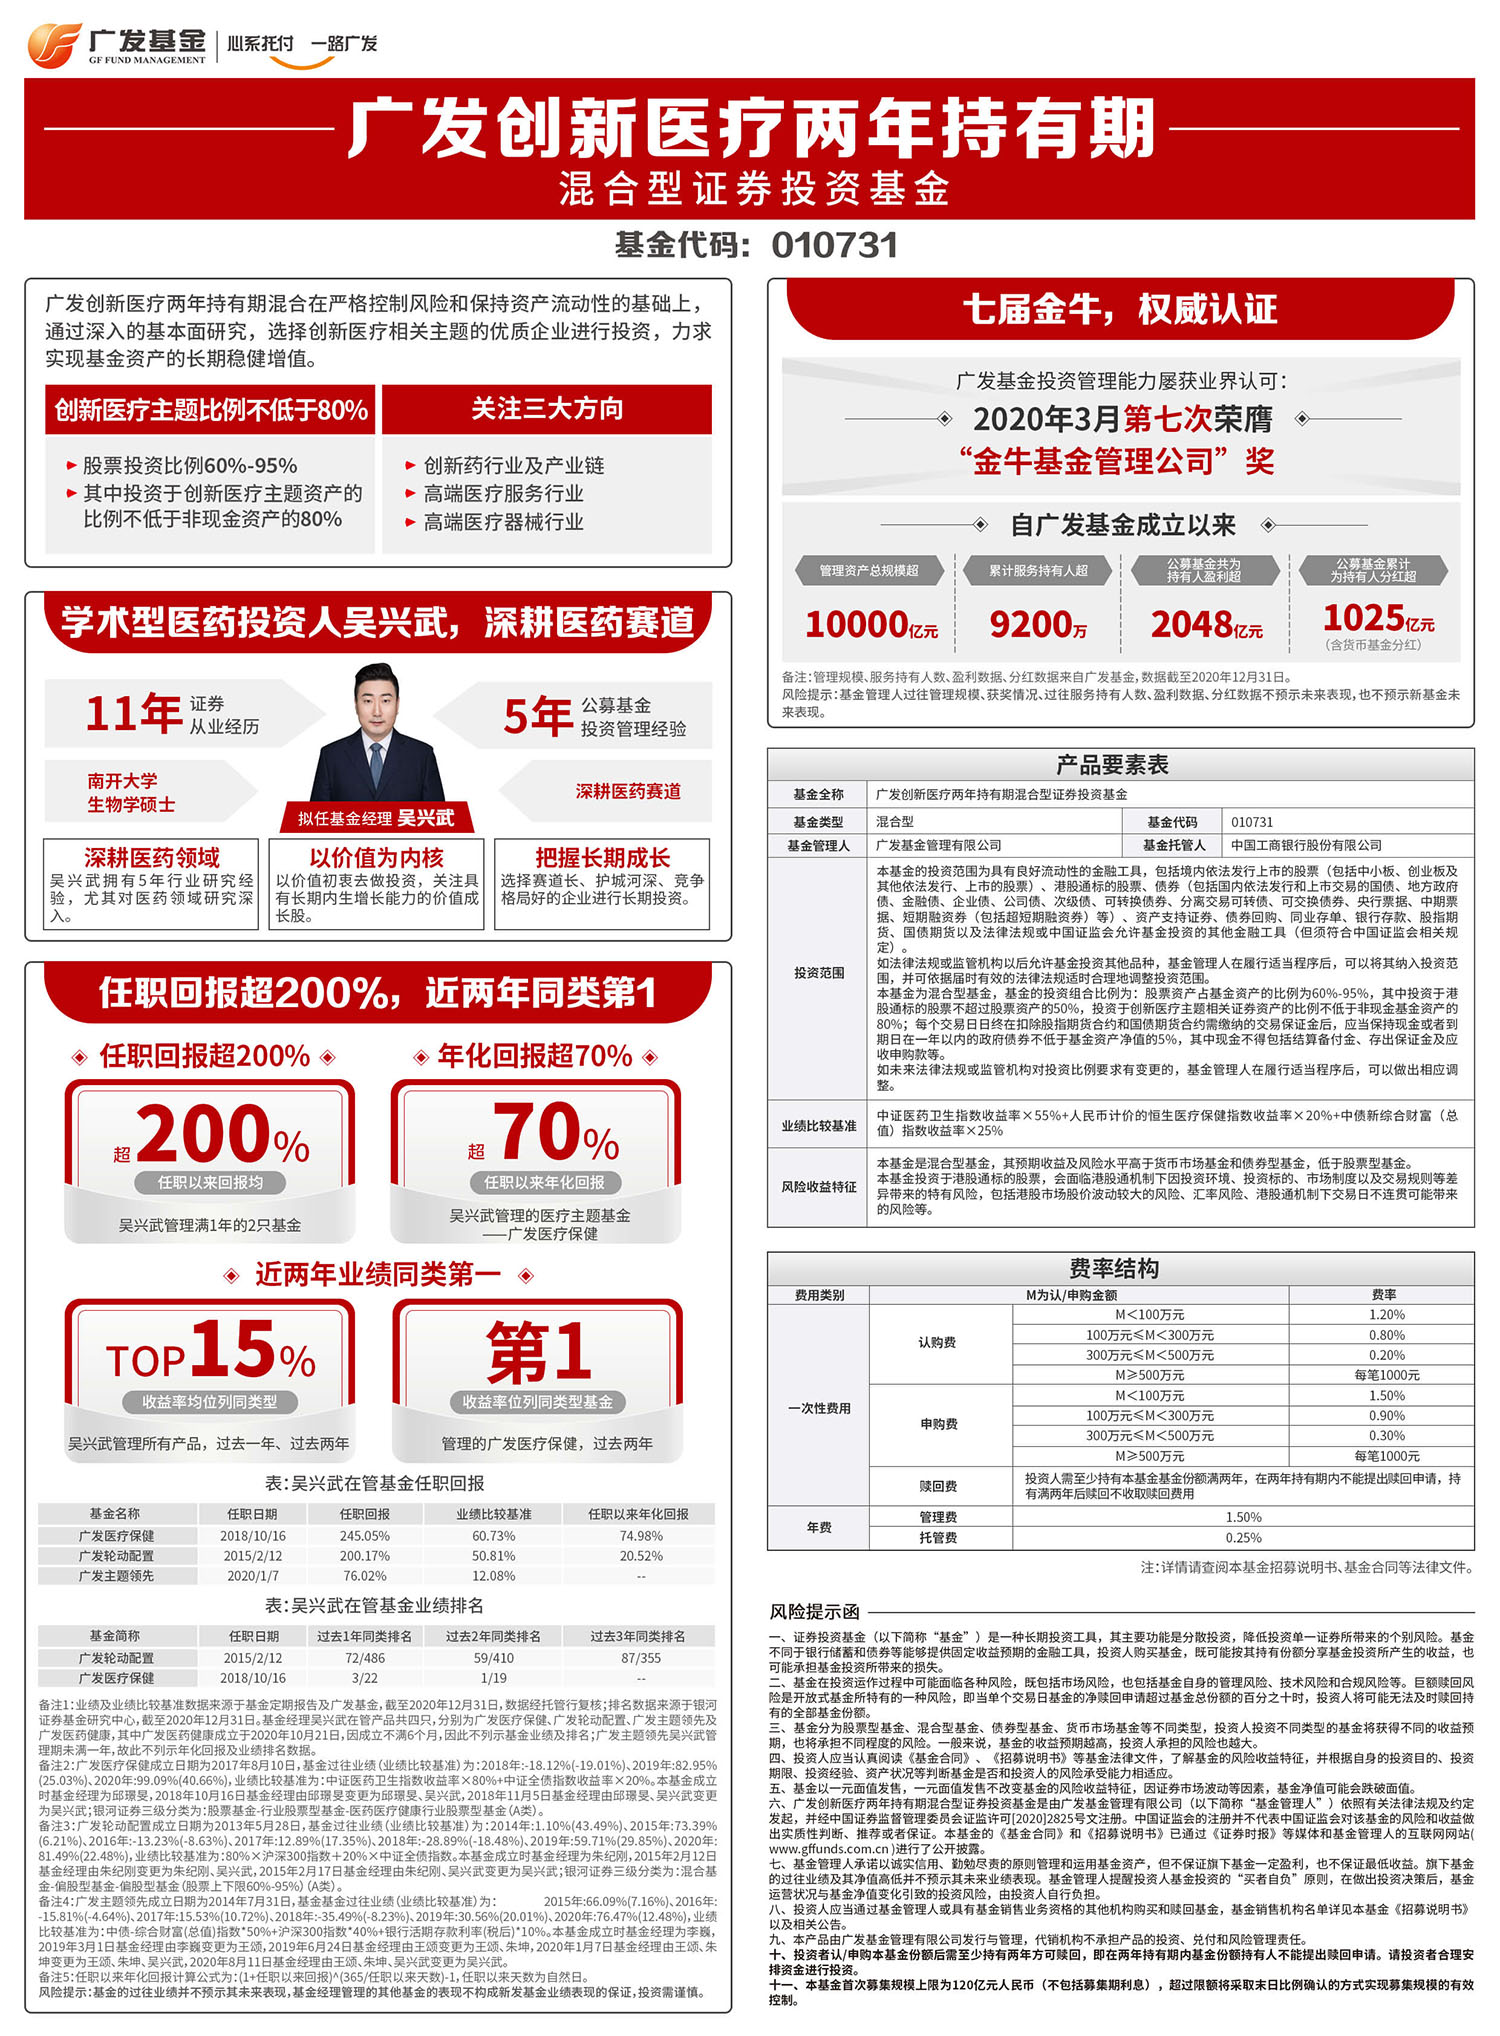 广发基金
GF FUND MANAGEMENT
心系托付 一路广发
广发创新医疗两年持有期
混合型证券投资基金
基金代码：010731
广发创新医疗两年持有期混合在严格控制风险和保持资产流动性的基础上，
通过深入的基本面研究，选择创新医疗相关主题的优质企业进行投资，力求
实现基金资产的长期稳健增值。
创新医疗主题比例不低于80%
股票投资比例60%-95%
其中投资于创新医疗主题资产的
比例不低于非现金资产的80%
关注三大方向
创新药行业及产业链
高端医疗服务行业
高端医疗器械行业
学术型医药投资人吴兴武，深耕医药赛道
11年 证券
从业经历
5年 公募基金
投资管理经验
南开大学
生物学硕士
深耕医药赛道
拟任基金经理 吴兴武
深耕医药领域
吴兴武拥有5年行业研究经
验，尤其对医药领域研究深
入。
以价值为内核
以价值初衷去做投资，关注具
有长期内生增长能力的价值成
长股。
把握长期成长
选择赛道长、护城河深、竞争
格局好的企业进行长期投资。
任职回报超200%，近两年同类第1
任职回报超200%
超200%
任职以来回报均
吴兴武管理满1年的2只基金
年化回报超70%
超70%
任职以来年化回报
吴兴武管理的医疗主题基金
——广发医疗保健
近两年业绩同类第一
TOP15%
收益率均位列同类型
吴兴武管理所有产品，过去一年、过去两年
第1
收益率位列同类型基金
管理的广发医疗保健，过去两年
表：吴兴武在管基金任职回报
基金名称 任职日期 任职回报 业绩比较基准 任职以来年化回报
广发医疗保健 2018/10/16 245.05% 60.73% 74.98%
广发轮动配置 2015/2/12 200.17% 50.81% 20.52%
广发主题领先 2020/1/7 76.02% 12.08% --
表：吴兴武在管基金业绩排名
基金简称 任职日期 过去1年同类排名 过去2年同类排名 过去3年同类排名
广发轮动配置 2015/2/12 72/486 59/410 87/355
广发医疗保健 2018/10/16 3/22 1/19 --
备注1：业绩及业绩比较基准数据来源于基金定期报告及广发基金，截至2020年12月31日，数据经托管行复核；排名数据来源于银河
证券基金研究中心，截至2020年12月31日。基金经理吴兴武在管产品共四只，分别为广发医疗保健、广发轮动配置、广发主题领先及
广发医药健康，其中广发医药健康成立于2020年10月21日，因成立不满6个月，因此不列示基金业绩及排名；广发主题领先吴兴武管
理期未满一年，故此不列示年化回报及业绩排名数据。
备注2：广发医疗保健成立日期为2017年8月10日，基金过往业绩（业绩比较基准）为：2018年:-18.12%(-19.01%)、2019年:82.95%
(25.03%)、2020年:99.09%(40.66%)，业绩比较基准为：中证医药卫生指数收益率×80%+中证全债指数收益率×20%。本基金成立
时基金经理为邱璟旻，2018年10月16日基金经理由邱璟旻变更为邱璟旻、吴兴武，2018年11月5日基金经理由邱璟旻、吴兴武变更
为吴兴武；银河证券三级分类为：股票基金-行业股票型基金-医药医疗健康行业股票型基金（A类）。
备注3：广发轮动配置成立日期为2013年5月28日，基金过往业绩（业绩比较基准）为：2014年:1.10%(43.49%)、2015年:73.39%
(6.21%)、2016年:-13.23%(-8.63%)、2017年:12.89%(17.35%)、2018年:-28.89%(-18.48%)、2019年:59.71%(29.85%)、2020年:
81.49%(22.48%)，业绩比较基准为：80%×沪深300指数+20%×中证全债指数。本基金成立时基金经理为朱纪刚，2015年2月12日
基金经理由朱纪刚变更为朱纪刚、吴兴武，2015年2月17日基金经理由朱纪刚、吴兴武变更为吴兴武；银河证券三级分类为：混合基
金-偏股型基金-偏股型基金(股票上下限60%-95%)（A类）。
备注4：广发主题领先成立日期为2014年7月31日，基金基金过往业绩（业绩比较基准）为： 2015年:66.09%(7.16%)、2016年:
-15.81%(-4.64%)、2017年:15.53%(10.72%)、2018年:-35.49%(-8.23%)、2019年:30.56%(20.01%)、2020年:76.47%(12.48%)，业绩
比较基准为：中债-综合财富(总值)指数*50%+沪深300指数*40%+银行活期存款利率(税后)*10%。本基金成立时基金经理为李巍，
2019年3月1日基金经理由李巍变更为王颂，2019年6月24日基金经理由王颂变更为王颂、朱坤，2020年1月7日基金经理由王颂、朱
坤变更为王颂、朱坤、吴兴武，2020年8月11日基金经理由王颂、朱坤、吴兴武变更为吴兴武。
备注5：任职以来年化回报计算公式为：(1+任职以来回报)^(365/任职以来天数)-1，任职以来天数为自然日。
风险提示：基金的过往业绩并不预示其未来表现，基金经理管理的其他基金的表现不构成新发基金业绩表现的保证，投资需谨慎。
七届金牛，权威认证
广发基金投资管理能力屡获业界认可：
2020年3月第七次荣膺
“金牛基金管理公司”奖
自广发基金成立以来
管理资产总规模超
10000亿元
累计服务持有人超
9200万
公募基金共为
持有人盈利超
2048亿元
公募基金累计
为持有人分红超
1025亿元
（含货币基金分红）
备注：管理规模、服务持有人数、盈利数据、分红数据来自广发基金，数据截至2020年12月31日。
风险提示：基金管理人过往管理规模、获奖情况、过往服务持有人数、盈利数据、分红数据不预示未来表现，也不预示新基金未
来表现。
产品要素表
基金全称 广发创新医疗两年持有期混合型证券投资基金
基金类型 混合型 基金代码 010731
基金管理人 广发基金管理有限公司 基金托管人 中国工商银行股份有限公司
投资范围
本基金的投资范围为具有良好流动性的金融工具，包括境内依法发行上市的股票（包括中小板、创业板及
其他依法发行、上市的股票）、港股通标的股票、债券（包括国内依法发行和上市交易的国债、地方政府
债、金融债、企业债、公司债、次级债、可转换债券、分离交易可转债、可交换债券、央行票据、中期票
据、短期融资券（包括超短期融资券）等）、资产支持证券、债券回购、同业存单、银行存款、股指期
货、国债期货以及法律法规或中国证监会允许基金投资的其他金融工具（但须符合中国证监会相关规
定）。
如法律法规或监管机构以后允许基金投资其他品种，基金管理人在履行适当程序后，可以将其纳入投资范
围，并可依据届时有效的法律法规适时合理地调整投资范围。
本基金为混合型基金，基金的投资组合比例为：股票资产占基金资产的比例为60%-95%，其中投资于港
股通标的股票不超过股票资产的50%，投资于创新医疗主题相关证券资产的比例不低于非现金基金资产的
80%；每个交易日日终在扣除股指期货合约和国债期货合约需缴纳的交易保证金后，应当保持现金或者到
期日在一年以内的政府债券不低于基金资产净值的5%，其中现金不得包括结算备付金、存出保证金及应
收申购款等。
如未来法律法规或监管机构对投资比例要求有变更的，基金管理人在履行适当程序后，可以做出相应调
整。
业绩比较基准
中证医药卫生指数收益率×55%+人民币计价的恒生医疗保健指数收益率×20%+中债新综合财富（总
值）指数收益率×25%
风险收益特征
本基金是混合型基金，其预期收益及风险水平高于货币市场基金和债券型基金，低于股票型基金。
本基金投资于港股通标的股票，会面临港股通机制下因投资环境、投资标的、市场制度以及交易规则等差
异带来的特有风险，包括港股市场股价波动较大的风险、汇率风险、港股通机制下交易日不连贯可能带来
的风险等。
费率结构
费用类别 M为认/申购金额 费率
一次性费用
认购费
M＜100万元 1.20%
100万元≤M＜300万元 0.80%
300万元≤M＜500万元 0.20%
M≥500万元 每笔1000元
申购费
M＜100万元 1.50%
100万元≤M＜300万元 0.90%
300万元≤M＜500万元 0.30%
M≥500万元 每笔1000元
赎回费
投资人需至少持有本基金基金份额满两年，在两年持有期内不能提出赎回申请，持
有满两年后赎回不收取赎回费用
年费
管理费 1.50%
托管费 0.25%
注：详情请查阅本基金招募说明书、基金合同等法律文件。
风险提示函
一、证券投资基金（以下简称“基金”）是一种长期投资工具，其主要功能是分散投资，降低投资单一证券所带来的个别风险。基金
不同于银行储蓄和债券等能够提供固定收益预期的金融工具，投资人购买基金，既可能按其持有份额分享基金投资所产生的收益，也
可能承担基金投资所带来的损失。
二、基金在投资运作过程中可能面临各种风险，既包括市场风险，也包括基金自身的管理风险、技术风险和合规风险等。巨额赎回风
险是开放式基金所特有的一种风险，即当单个交易日基金的净赎回申请超过基金总份额的百分之十时，投资人将可能无法及时赎回持
有的全部基金份额。
三、基金分为股票型基金、混合型基金、债券型基金、货币市场基金等不同类型，投资人投资不同类型的基金将获得不同的收益预
期，也将承担不同程度的风险。一般来说，基金的收益预期越高，投资人承担的风险也越大。
四、投资人应当认真阅读《基金合同》、《招募说明书》等基金法律文件，了解基金的风险收益特征，并根据自身的投资目的、投资
期限、投资经验、资产状况等判断基金是否和投资人的风险承受能力相适应。
五、基金以一元面值发售，一元面值发售不改变基金的风险收益特征，因证券市场波动等因素，基金净值可能会跌破面值。
六、广发创新医疗两年持有期混合型证券投资基金是由广发基金管理有限公司（以下简称“基金管理人”）依照有关法律法规及约定
发起，并经中国证券监督管理委员会证监许可[2020]2825号文注册。中国证监会的注册并不代表中国证监会对该基金的风险和收益
做出实质性判断、推荐或者保证。本基金的《基金合同》和《招募说明书》已通过《证券时报》等媒体和基金管理人的互联网网站(
www.gffunds.com.cn )进行了公开披露。
七、基金管理人承诺以诚实信用、勤勉尽责的原则管理和运用基金资产，但不保证旗下基金一定盈利，也不保证最低收益。旗下基金
的过往业绩及其净值高低并不预示其未来业绩表现。基金管理人提醒投资人基金投资的“买者自负”原则，在做出投资决策后，基金
运营状况与基金净值变化引致的投资风险，由投资人自行负担。
八、投资人应当通过基金管理人或具有基金销售业务资格的其他机构购买和赎回基金，基金销售机构名单详见本基金《招募说明书》
以及相关公告。
九、本产品由广发基金管理有限公司发行与管理，代销机构不承担产品的投资、兑付和风险管理责任。
十、投资者认/申购本基金份额后需至少持有两年方可赎回，即在两年持有期内基金份额持有人不能提出赎回申请。请投资者合理安
排资金进行投资。
十一、本基金首次募集规模上限为120亿元人民币（不包括募集期利息），超过限额将采取末日比例确认的方式实现募集规模的有效
控制。